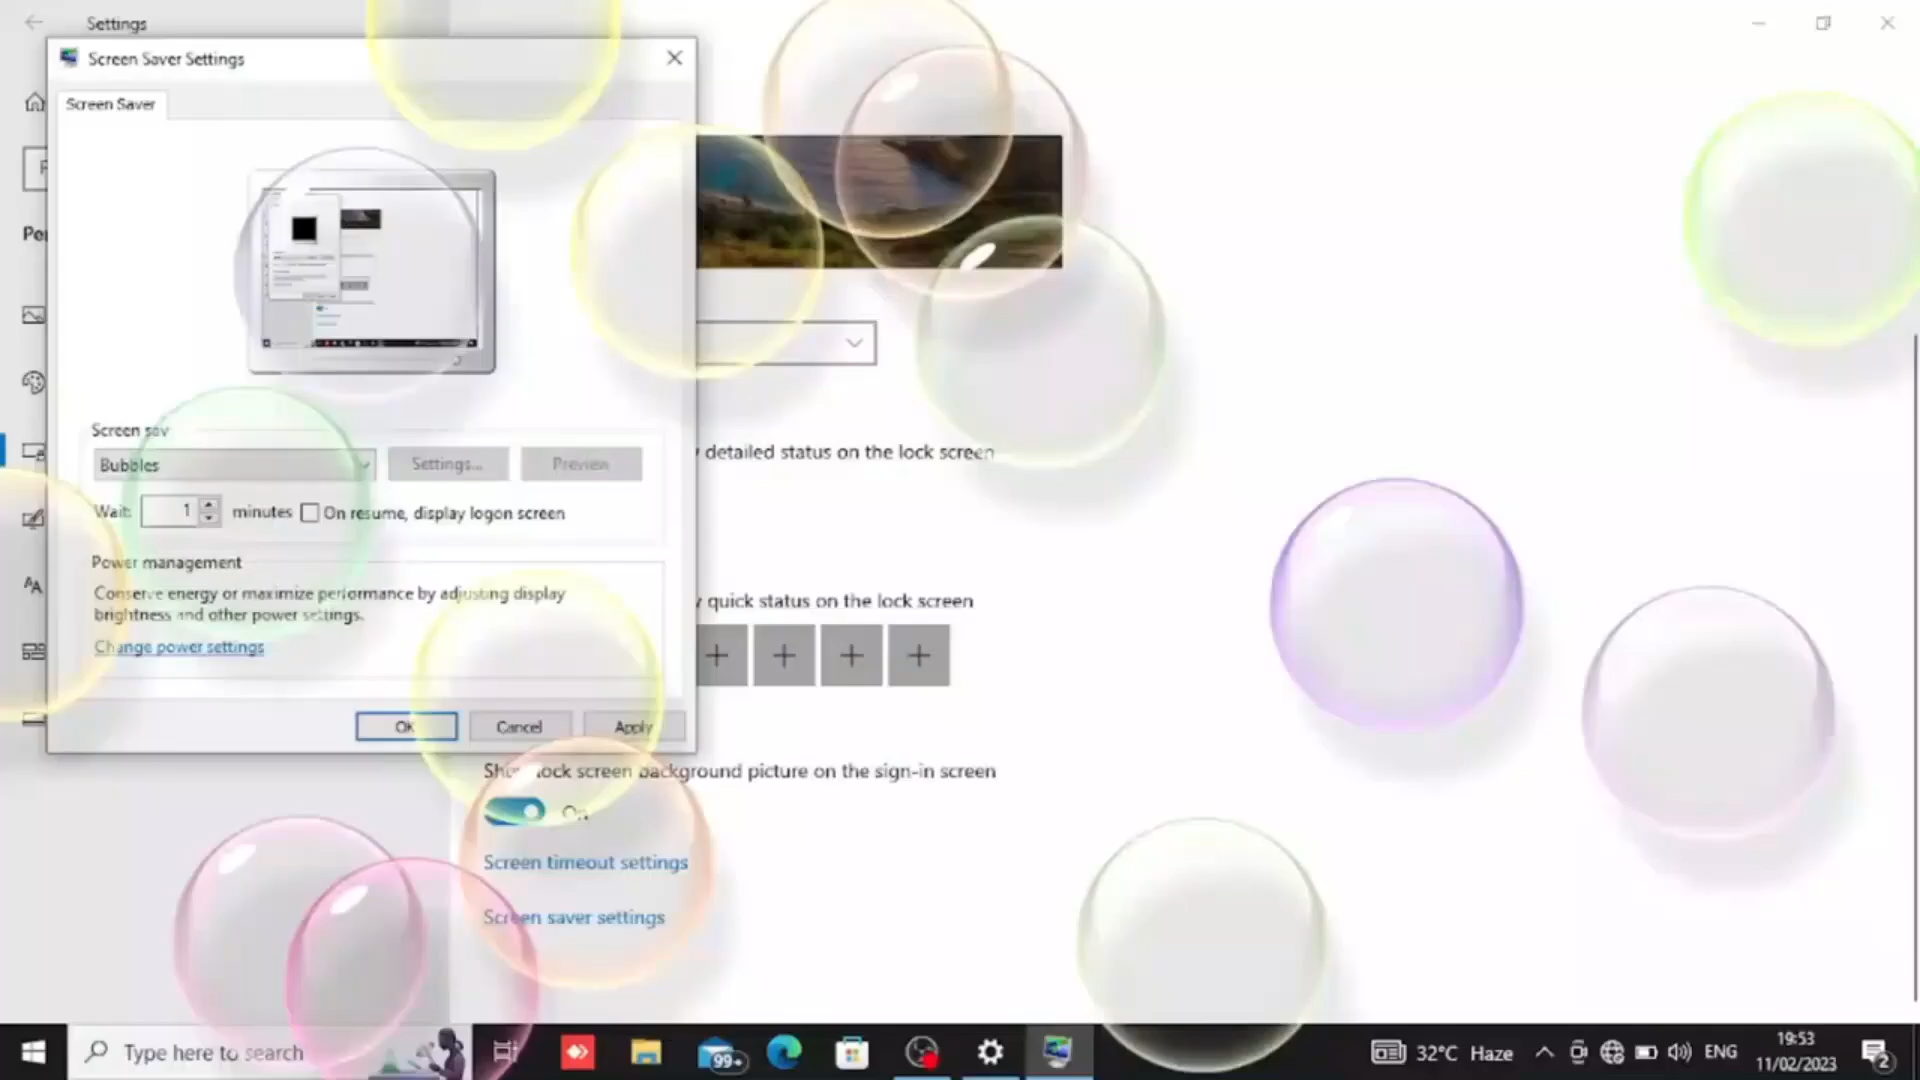 Settings
Screen Saver Settings
Screen Saver
Screen sav
Bubbles
Settings...
Preview
Wait:
1
minutes
On resume, display logon screen
Power management
Conserve energy or maximize performance by adjusting display
brightness and other power settings.
Change power settings
OK
Cancel
Apply
detailed status on the lock screen
quick status on the lock screen
lock screen background picture on the sign-in screen
On
Screen timeout settings
Screen saver settings
Type here to search
99+
32°C Haze
ENG
19:53
11/02/2023
2